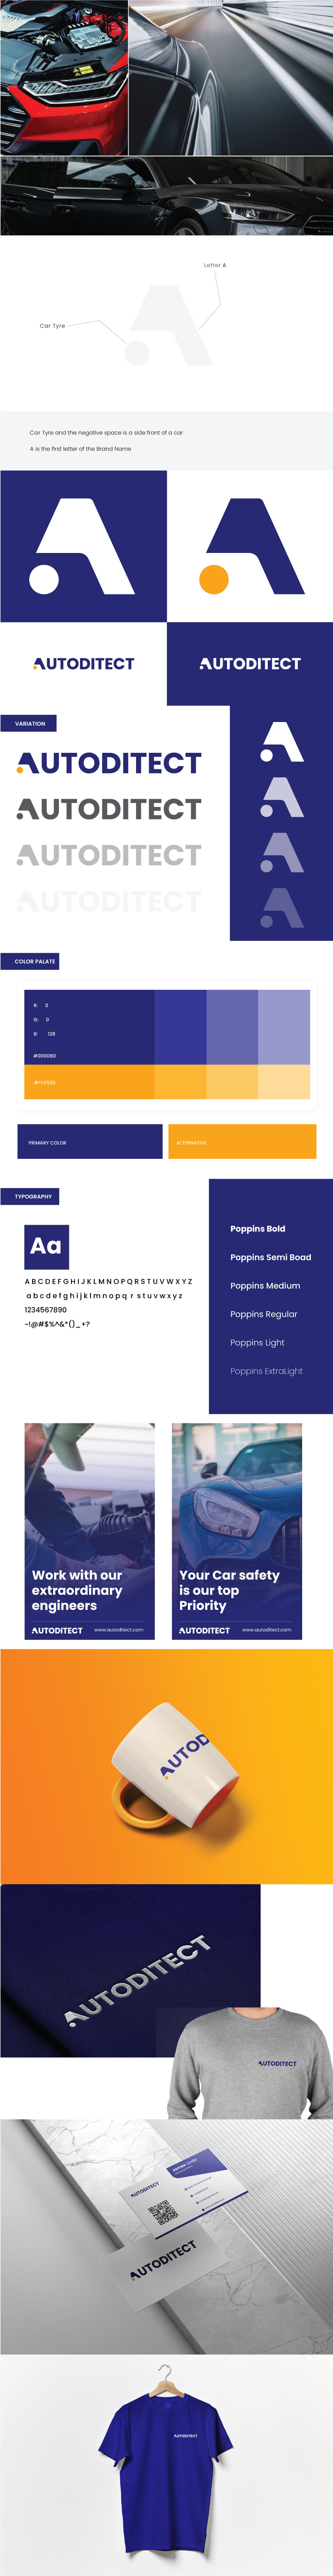 Letter A
Car Tyre
Car Tyre and the negative space is a side front of a car
A is the first letter of the Brand Name
AUTODITECT
AUTODITECT
VARIATION
AUTODITECT
AUTODITECT
AUTODITECT
AUTODITECT
COLOR PALATE
R: 0
G: 0
B: 128
#000080
#FFA500
PRIMARY COLOR
ALTERNATIVE
TYPOGRAPHY
Aa
ABCDEFGHIJKLMNOPQRSTUVWXYZ
abcdefghijklmnopqrstuvwxyz
1234567890
~!@#$%^&*()_+?
Poppins Bold
Poppins Semi Boad
Poppins Medium
Poppins Regular
Poppins Light
Poppins ExtraLight
Work with our
extraordinary
engineers
AUTODITECT www.autoditect.com
Your Car safety
is our top
Priority
AUTODITECT www.autoditect.com
AUTOD
AUTODITECT
AUTODITECT
AUTODITECT
AUTODITECT
AUTODITECT